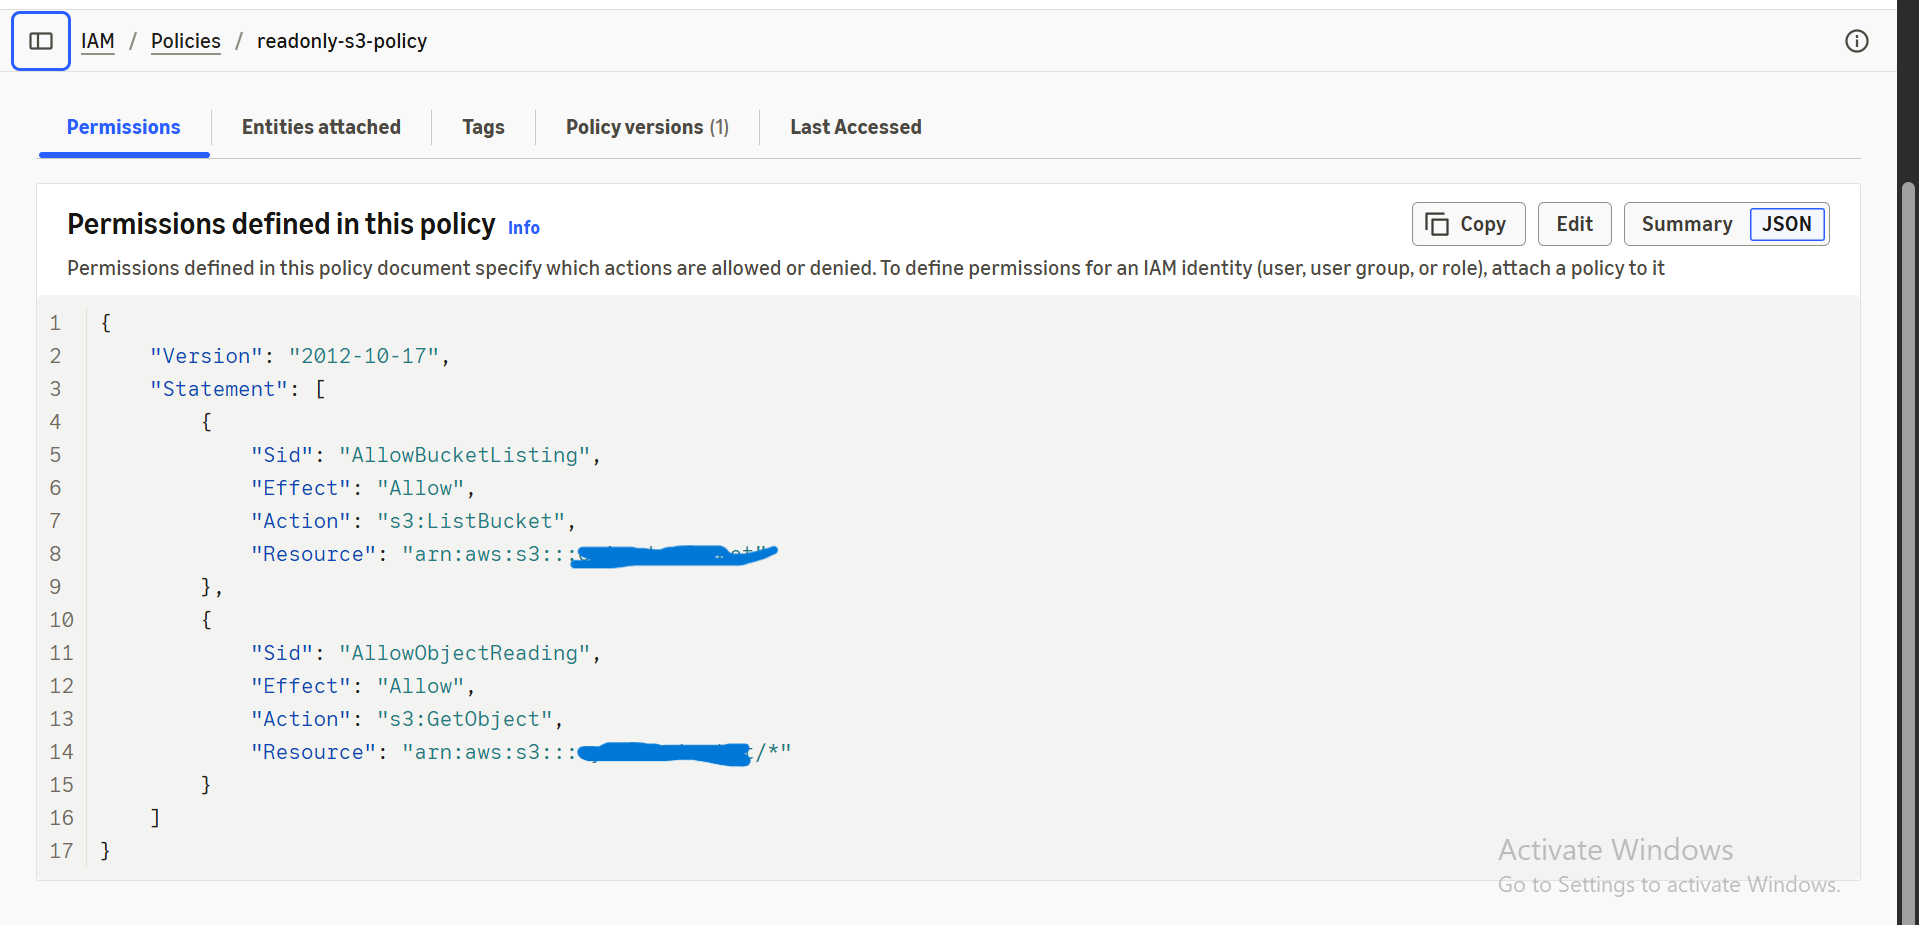 IAM / Policies / readonly-s3-policy
Permissions Entities attached Tags Policy versions (1) Last Accessed
Permissions defined in this policy Info
Copy Edit Summary JSON
Permissions defined in this policy document specify which actions are allowed or denied. To define permissions for an IAM identity (user, user group, or role), attach a policy to it
1 {
2 "Version": "2012-10-17",
3 "Statement": [
4 {
5 "Sid": "AllowBucketListing",
6 "Effect": "Allow",
7 "Action": "s3:ListBucket",
8 "Resource": "arn:aws:s3:::
9 },
10 {
11 "Sid": "AllowObjectReading",
12 "Effect": "Allow",
13 "Action": "s3:GetObject",
14 "Resource": "arn:aws:s3::: /*"
15 }
16 ]
17 }
Activate Windows
Go to Settings to activate Windows.